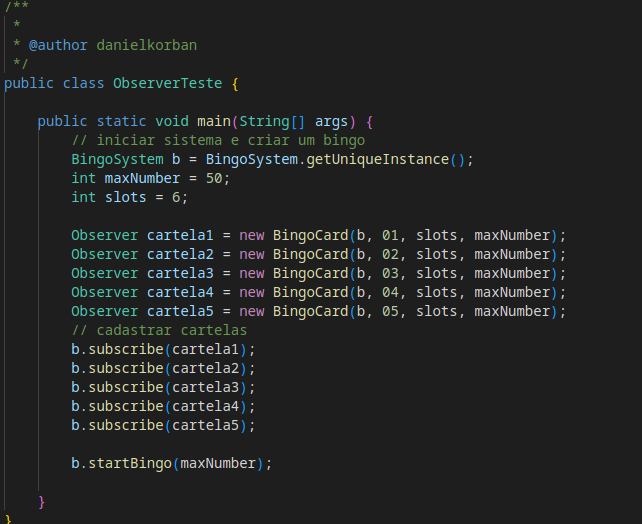 /**
 *
 * @author danielkorban
 */
public class ObserverTeste {
    public static void main(String[] args) {
        // iniciar sistema e criar um bingo
        BingoSystem b = BingoSystem.getUniqueInstance();
        int maxNumber = 50;
        int slots = 6;
        Observer cartela1 = new BingoCard(b, 01, slots, maxNumber);
        Observer cartela2 = new BingoCard(b, 02, slots, maxNumber);
        Observer cartela3 = new BingoCard(b, 03, slots, maxNumber);
        Observer cartela4 = new BingoCard(b, 04, slots, maxNumber);
        Observer cartela5 = new BingoCard(b, 05, slots, maxNumber);
        // cadastrar cartelas
        b.subscribe(cartela1);
        b.subscribe(cartela2);
        b.subscribe(cartela3);
        b.subscribe(cartela4);
        b.subscribe(cartela5);
        b.startBingo(maxNumber);
    }
}